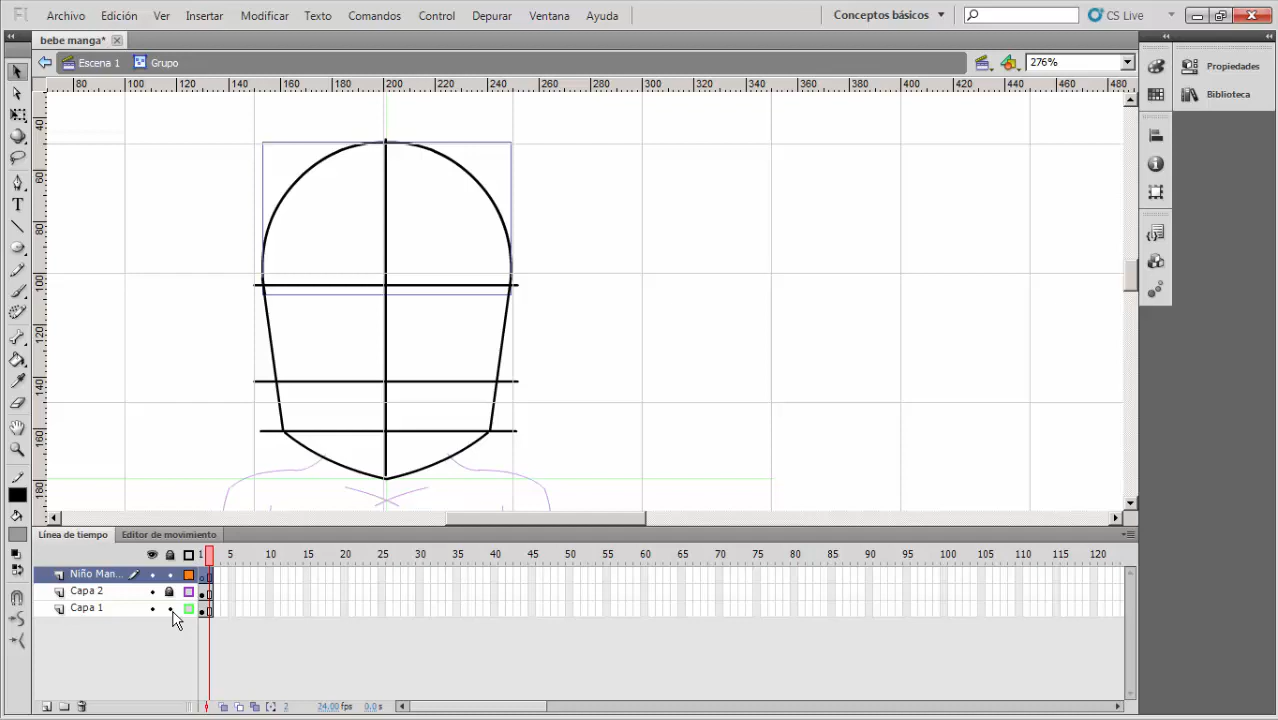 Fl Archivo Edición Ver Insertar Modificar Texto Comandos Control Depurar Ventana Ayuda Conceptos básicos CS Live
bebe manga*
Escena 1 Grupo 276%
80 100 120 140 160 180 200 220 240 260 280 300 320 340 360 380 400 420 440 460 480
Propiedades
Biblioteca
40
60
80
100
120
140
160
180
Línea de tiempo Editor de movimiento
1 5 10 15 20 25 30 35 40 45 50 55 60 65 70 75 80 85 90 95 100 105 110 115 120
Niño Man...
Capa 2
Capa 1
2 24.00 fps 0.0 s